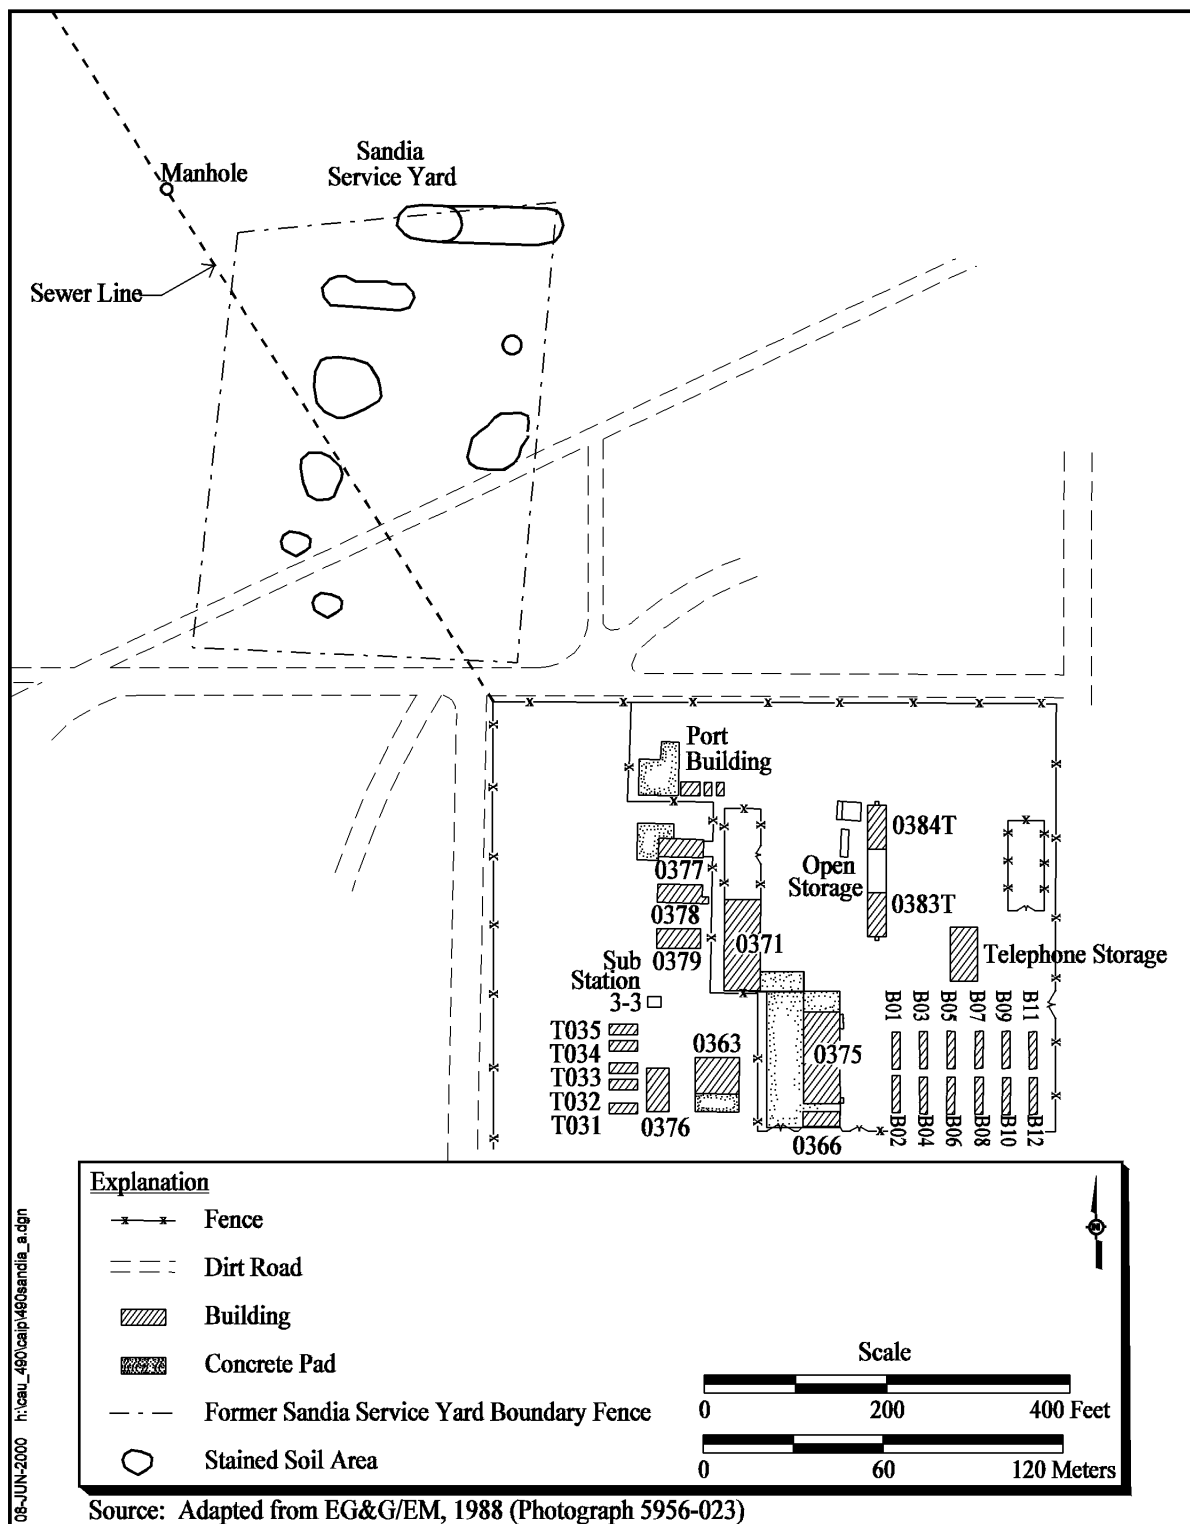 Sandia
Service Yard
Manhole
Sewer Line
Port
Building
0384T
Open
Storage
0377
0383T
0378
0371
0379
Telephone Storage
Sub
Station
3-3
B01
B03
B05
B07
B09
B11
T035
T034
T033
T032
T031
0363
0375
0376
0366
B02
B04
B06
B08
B10
B12
Explanation
x x Fence
Dirt Road
Building
Concrete Pad
Former Sandia Service Yard Boundary Fence
Stained Soil Area
N
Scale
0 200 400 Feet
0 60 120 Meters
Source: Adapted from EG&G/EM, 1988 (Photograph 5956-023)
08-JUN-2000 h:\cau_490\caip\490sandia_a.dgn